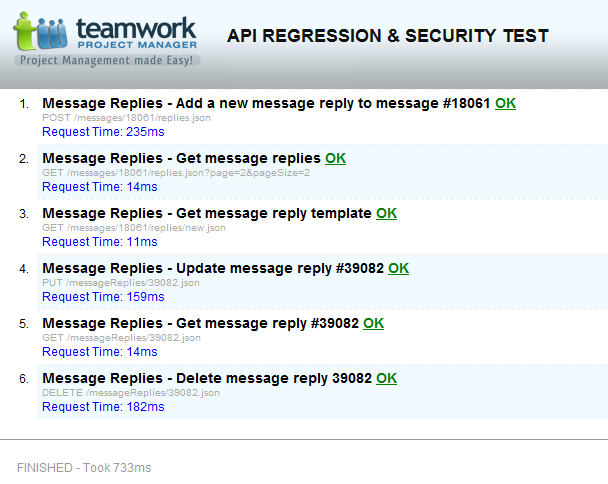 teamwork
PROJECT MANAGER
Project Management made Easy!
API REGRESSION & SECURITY TEST
1. Message Replies - Add a new message reply to message #18061 OK
POST /messages/18061/replies.json
Request Time: 235ms
2. Message Replies - Get message replies OK
GET /messages/18061/replies.json?page=2&pageSize=2
Request Time: 14ms
3. Message Replies - Get message reply template OK
GET /messages/18061/replies/new.json
Request Time: 11ms
4. Message Replies - Update message reply #39082 OK
PUT /messageReplies/39082.json
Request Time: 159ms
5. Message Replies - Get message reply #39082 OK
GET /messageReplies/39082.json
Request Time: 14ms
6. Message Replies - Delete message reply 39082 OK
DELETE /messageReplies/39082.json
Request Time: 182ms
FINISHED - Took 733ms